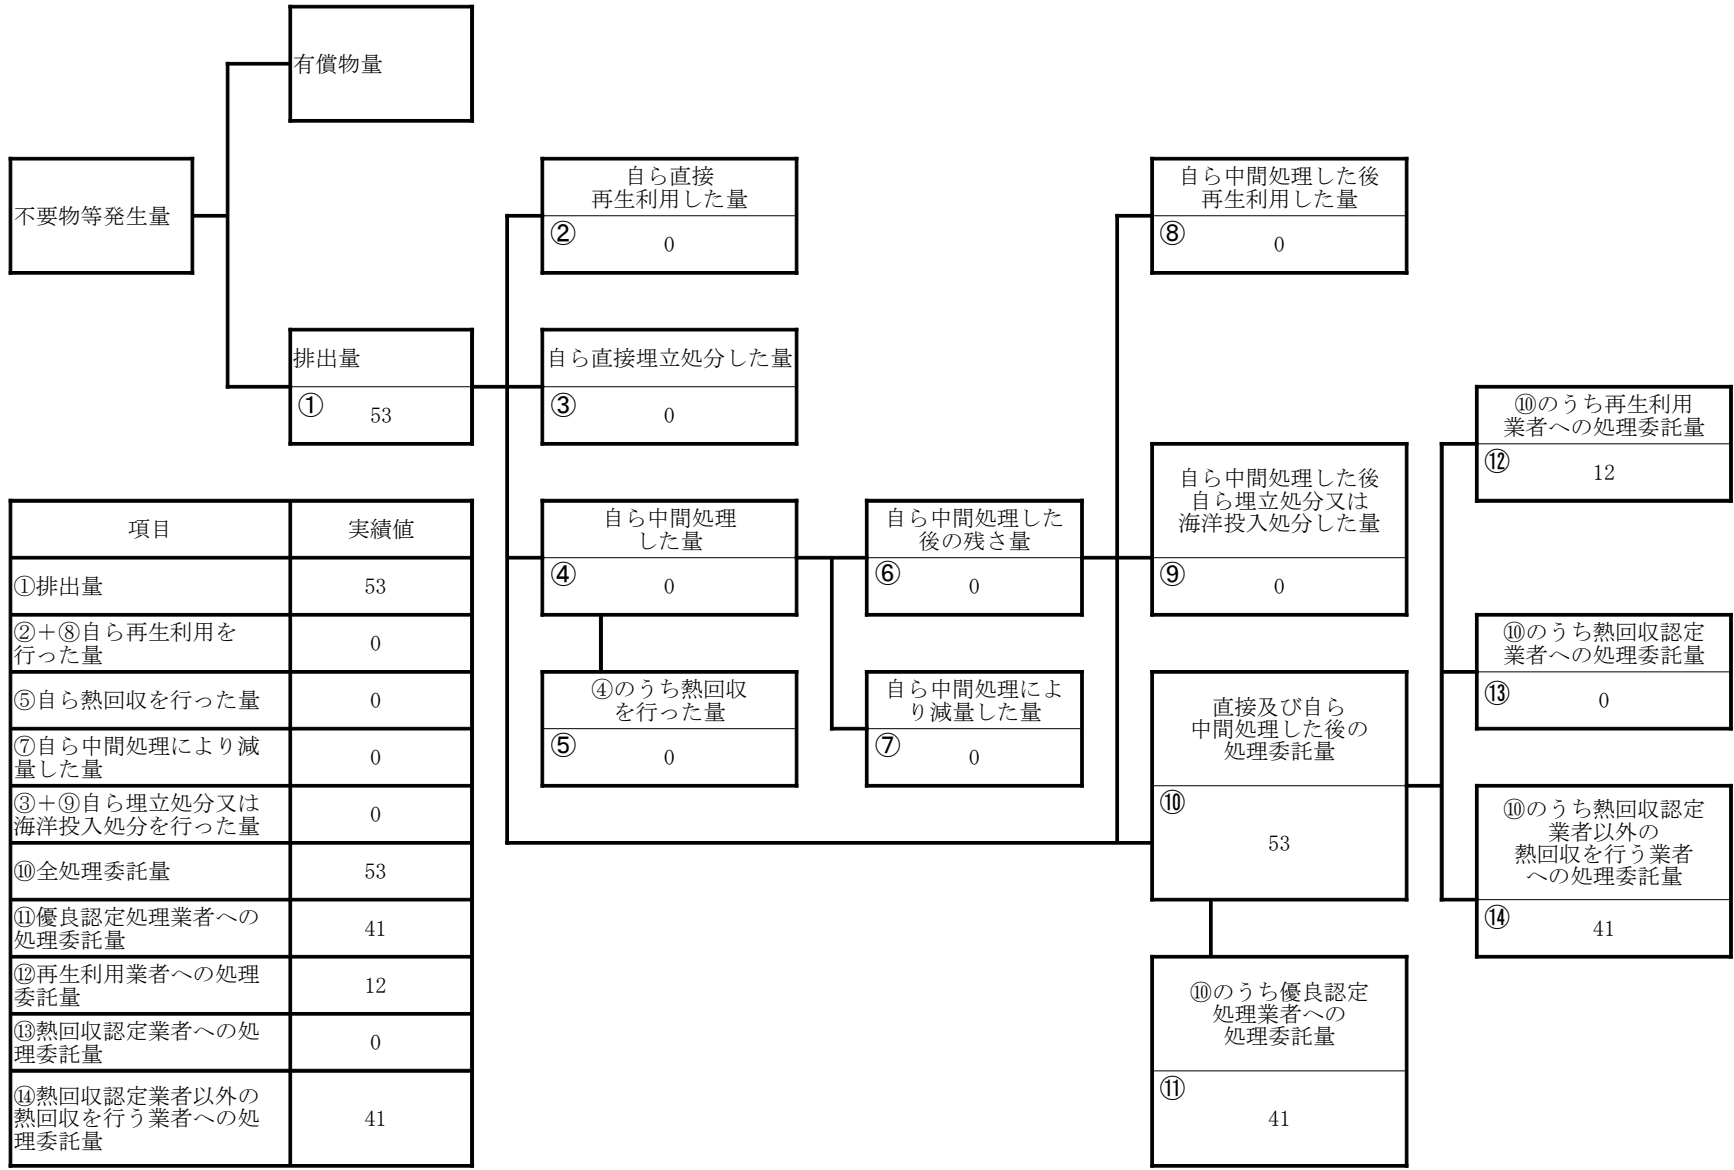 有償物量
不要物等発生量
排出量
①
53
自ら直接
再生利用した量
②
0
自ら直接埋立処分した量
③
0
自ら中間処理
した量
④
0
④のうち熱回収
を行った量
⑤
0
自ら中間処理した
後の残さ量
⑥
0
自ら中間処理によ
り減量した量
⑦
0
自ら中間処理した後
再生利用した量
⑧
0
自ら中間処理した後
自ら埋立処分又は
海洋投入処分した量
⑨
0
直接及び自ら
中間処理した後の
処理委託量
⑩
53
⑩のうち優良認定
処理業者への
処理委託量
⑪
41
⑩のうち再生利用
業者への処理委託量
⑫
12
⑩のうち熱回収認定
業者への処理委託量
⑬
0
⑩のうち熱回収認定
業者以外の
熱回収を行う業者
への処理委託量
⑭
41
項目 実績値
①排出量 53
②＋⑧自ら再生利用を
行った量 0
⑤自ら熱回収を行った量 0
⑦自ら中間処理により減
量した量 0
③＋⑨自ら埋立処分又は
海洋投入処分を行った量 0
⑩全処理委託量 53
⑪優良認定処理業者への
処理委託量 41
⑫再生利用業者への処理
委託量 12
⑬熱回収認定業者への処
理委託量 0
⑭熱回収認定業者以外の
熱回収を行う業者への処
理委託量 41